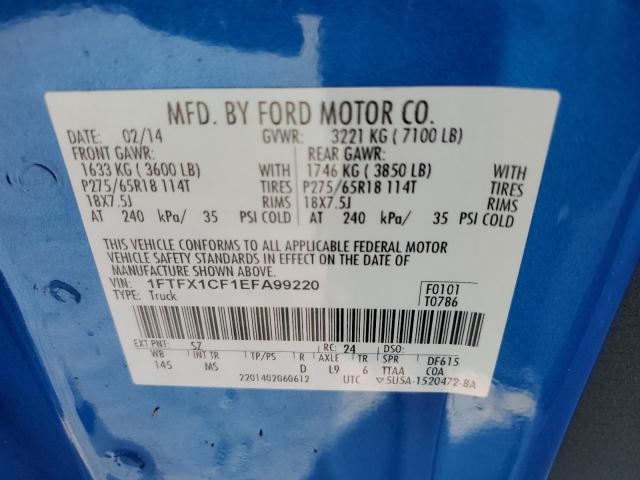 MFD. BY FORD MOTOR CO.
DATE: 02/14 GVWR: 3221 KG ( 7100 LB)
FRONT GAWR: REAR GAWR:
1633 KG ( 3600 LB) WITH 1746 KG ( 3850 LB) WITH
P275/65R18 114T TIRES P275/65R18 114T TIRES
18X7.5J RIMS 18X7.5J RIMS
AT 240 kPa/ 35 PSI COLD AT 240 kPa/ 35 PSI COLD
THIS VEHICLE CONFORMS TO ALL APPLICABLE FEDERAL MOTOR
VEHICLE SAFETY STANDARDS IN EFFECT ON THE DATE OF
MANUFACTURE SHOWN ABOVE.
VIN: 1FTFX1CF1EFA99220 F0101
TYPE: Truck T0786
EXT PNT: SZ RC: 24 DSO:
WB INT TR TP/PS R AXLE TR SPR DF615
145 MS D L9 6 TTAA COA
2201402060612 UTC ▽5U5A-1520472-BA